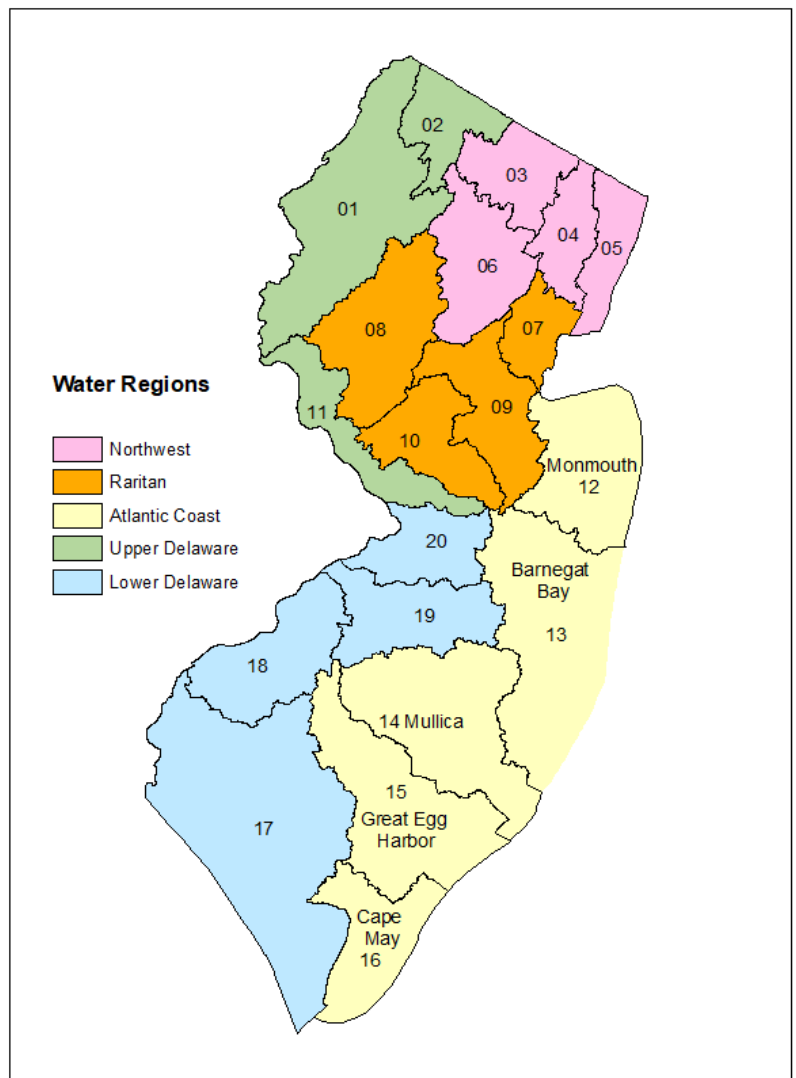 02
03
01
04
05
06
08
07
Water Regions
11
09
10
Northwest
Raritan
Atlantic Coast
Upper Delaware
Lower Delaware
Monmouth
12
20
Barnegat
Bay
13
19
18
14 Mullica
15
Great Egg
Harbor
17
Cape
May
16